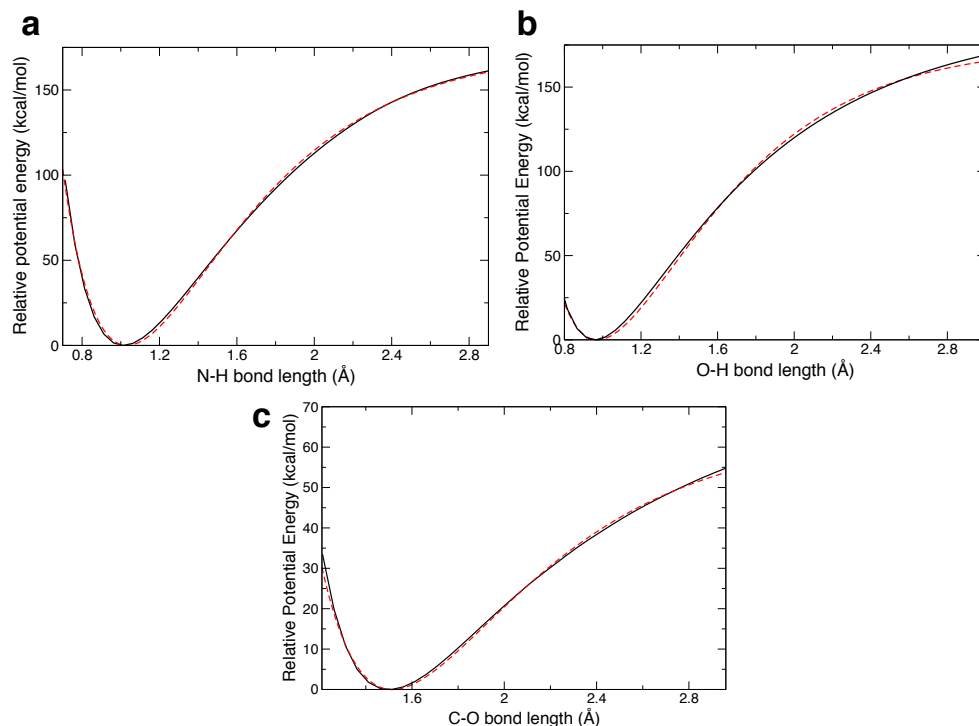 a
Relative potential energy (kcal/mol)
150
100
50
0
0.8 1.2 1.6 2 2.4 2.8
N-H bond length (Å)
b
Relative Potential Energy (kcal/mol)
150
100
50
0
0.8 1.2 1.6 2 2.4 2.8
O-H bond length (Å)
c
Relative Potential Energy (kcal/mol)
70
60
50
40
30
20
10
0
1.6 2 2.4 2.8
C-O bond length (Å)